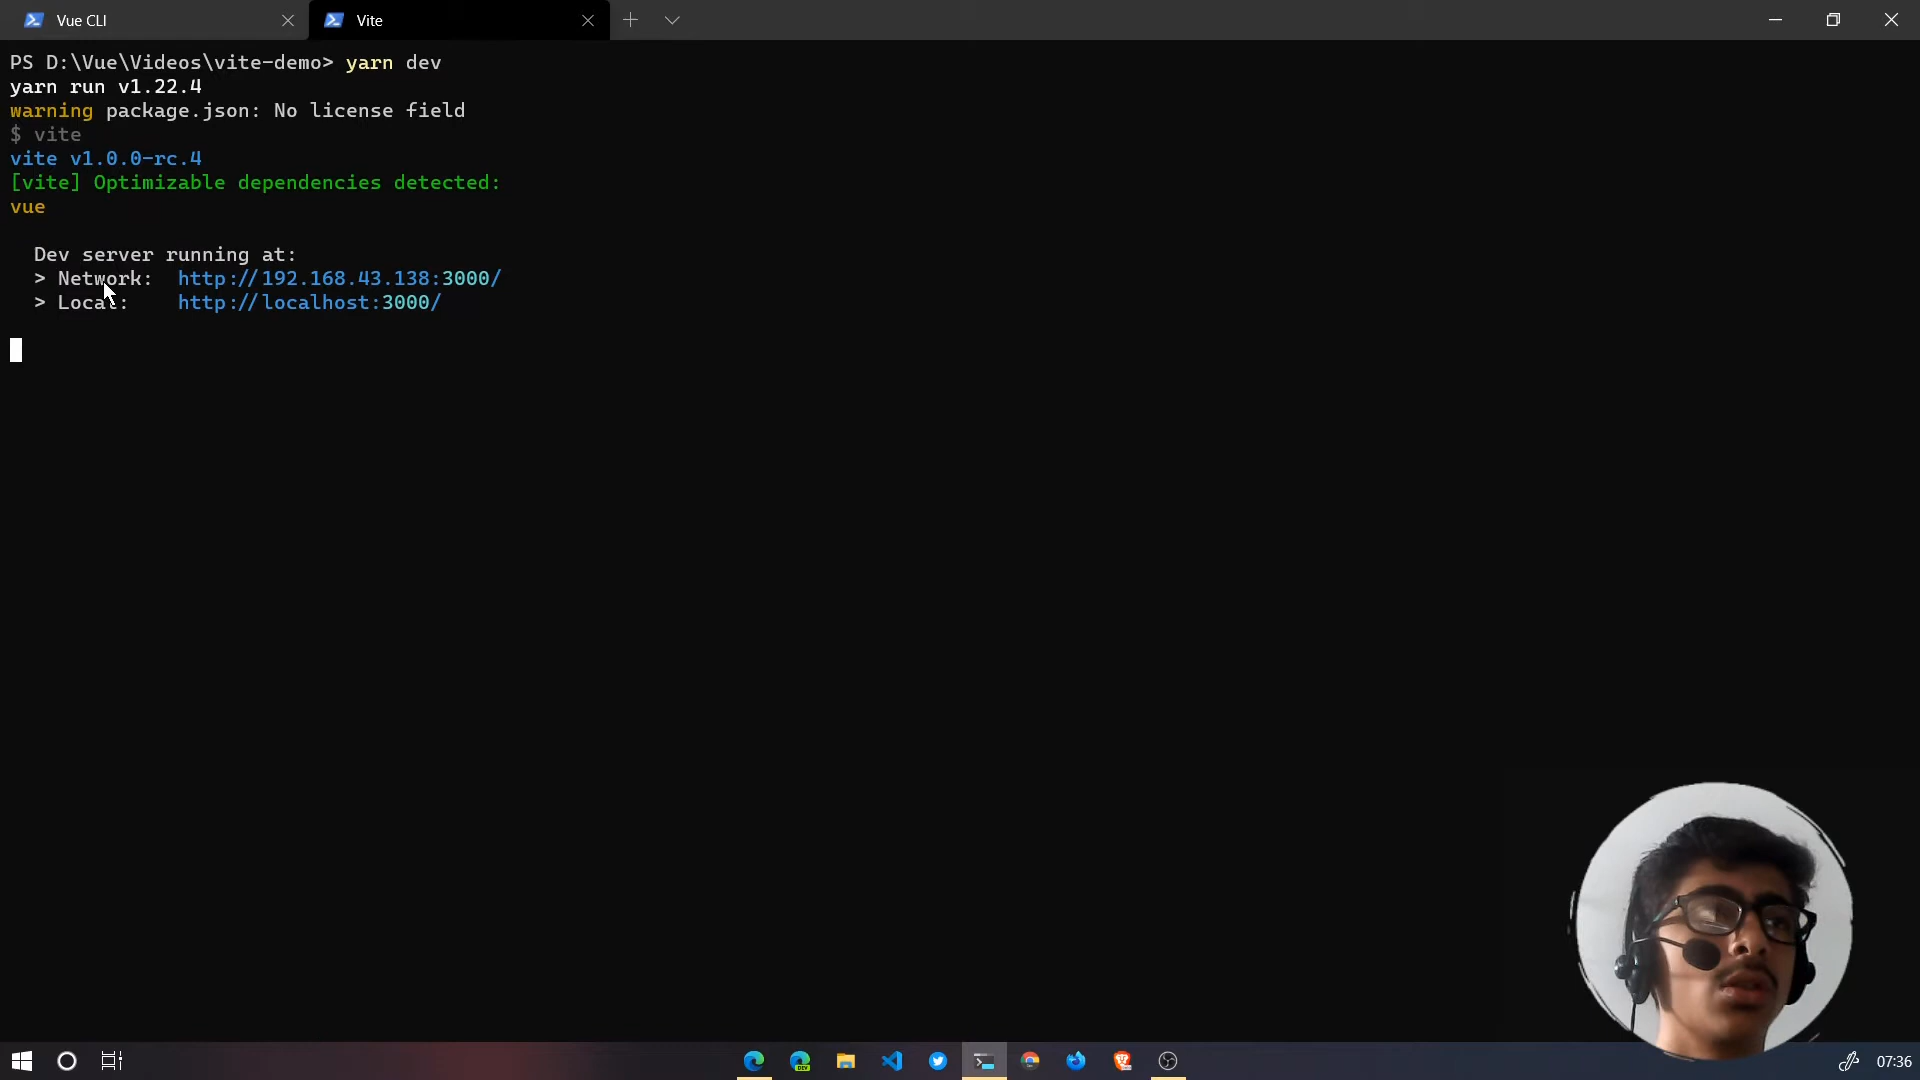 Vue CLI
Vite
PS D:\Vue\Videos\vite-demo> yarn dev
yarn run v1.22.4
warning package.json: No license field
$ vite
vite v1.0.0-rc.4
[vite] Optimizable dependencies detected:
vue
Dev server running at:
> Network:  http://192.168.43.138:3000/
> Local:    http://localhost:3000/
DEV
07:36